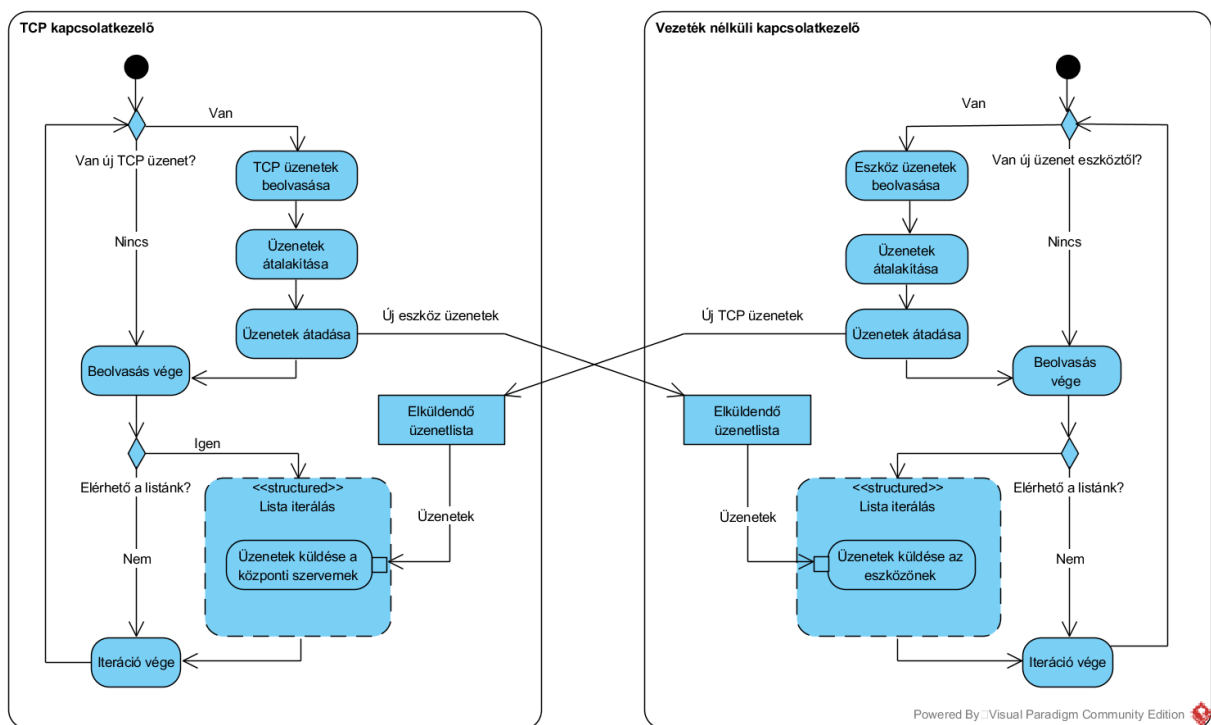 TCP kapcsolatkezelő
Van
Van új TCP üzenet?
TCP üzenetek
beolvasása
Nincs
Üzenetek
átalakítása
Üzenetek átadása
Új eszköz üzenetek
Beolvasás vége
Elküldendő
üzenetlista
Igen
Elérhető a listánk?
<<structured>>
Lista iterálás
Üzenetek
Üzenetek küldése a
központi szervernek
Nem
Iteráció vége
Vezeték nélküli kapcsolatkezelő
Van
Van új üzenet eszköztől?
Eszköz üzenetek
beolvasása
Nincs
Üzenetek
átalakítása
Új TCP üzenetek
Üzenetek átadása
Beolvasás
vége
Elküldendő
üzenetlista
Elérhető a listánk?
<<structured>>
Lista iterálás
Üzenetek
Üzenetek küldése az
eszközönek
Nem
Iteráció vége
Powered By Visual Paradigm Community Edition